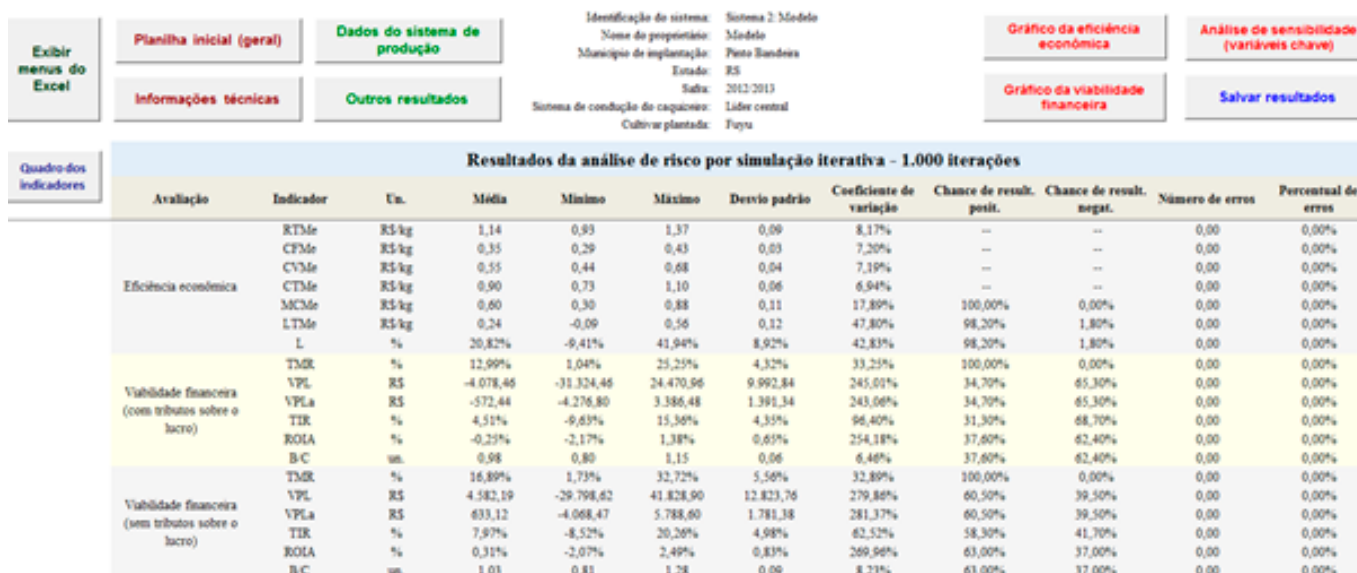 Exibir
menus do
Excel
Planilha inicial (geral)
Dados do sistema de
produção
Informações técnicas
Outros resultados
Identificação do sistema: Sistema 2: Modelo
Nome do proprietário: Modelo
Município de implantação: Pinto Bandeira
Estado: RS
Safra: 2012/2013
Sistema de condução do caquizeiro: Líder central
Cultivar plantada: Fuyu
Gráfico da eficiência
econômica
Análise de sensibilidade
(variáveis chave)
Gráfico da viabilidade
financeira
Salvar resultados
Quadro dos
indicadores
Resultados da análise de risco por simulação iterativa - 1.000 iterações
Avaliação Indicador Un. Média Mínimo Máximo Desvio padrão Coeficiente de variação Chance de result. posit. Chance de result. negat. Número de erros Percentual de erros
Eficiência econômica
RTMe R$/kg 1,14 0,93 1,37 0,09 8,17% -- -- 0,00 0,00%
CFMe R$/kg 0,35 0,29 0,43 0,03 7,20% -- -- 0,00 0,00%
CVMe R$/kg 0,55 0,44 0,68 0,04 7,19% -- -- 0,00 0,00%
CTMe R$/kg 0,90 0,73 1,10 0,06 6,94% -- -- 0,00 0,00%
MCMe R$/kg 0,60 0,30 0,88 0,11 17,89% 100,00% 0,00% 0,00 0,00%
LTMe R$/kg 0,24 -0,09 0,56 0,12 47,80% 98,20% 1,80% 0,00 0,00%
L % 20,82% -9,41% 41,94% 8,92% 42,83% 98,20% 1,80% 0,00 0,00%
Viabilidade financeira
(com tributos sobre o
lucro)
TMR % 12,99% 1,04% 25,25% 4,32% 33,25% 100,00% 0,00% 0,00 0,00%
VPL R$ -4.078,46 -31.324,46 24.470,96 9.992,84 245,01% 34,70% 65,30% 0,00 0,00%
VPLa R$ -572,44 -4.276,80 3.386,48 1.391,34 243,06% 34,70% 65,30% 0,00 0,00%
TIR % 4,51% -9,63% 15,36% 4,35% 96,40% 31,30% 68,70% 0,00 0,00%
ROIA % -0,25% -2,17% 1,38% 0,65% 254,18% 37,60% 62,40% 0,00 0,00%
B/C un. 0,98 0,80 1,15 0,06 6,46% 37,60% 62,40% 0,00 0,00%
Viabilidade financeira
(sem tributos sobre o
lucro)
TMR % 16,89% 1,73% 32,72% 5,56% 32,89% 100,00% 0,00% 0,00 0,00%
VPL R$ 4.582,19 -29.798,62 41.828,90 12.823,76 279,86% 60,50% 39,50% 0,00 0,00%
VPLa R$ 633,12 -4.068,47 5.788,60 1.781,38 281,37% 60,50% 39,50% 0,00 0,00%
TIR % 7,97% -8,52% 20,26% 4,98% 62,52% 58,30% 41,70% 0,00 0,00%
ROIA % 0,31% -2,07% 2,49% 0,83% 269,96% 63,00% 37,00% 0,00 0,00%
B/C un. 1,03 0,81 1,28 0,09 8,23% 63,00% 37,00% 0,00 0,00%